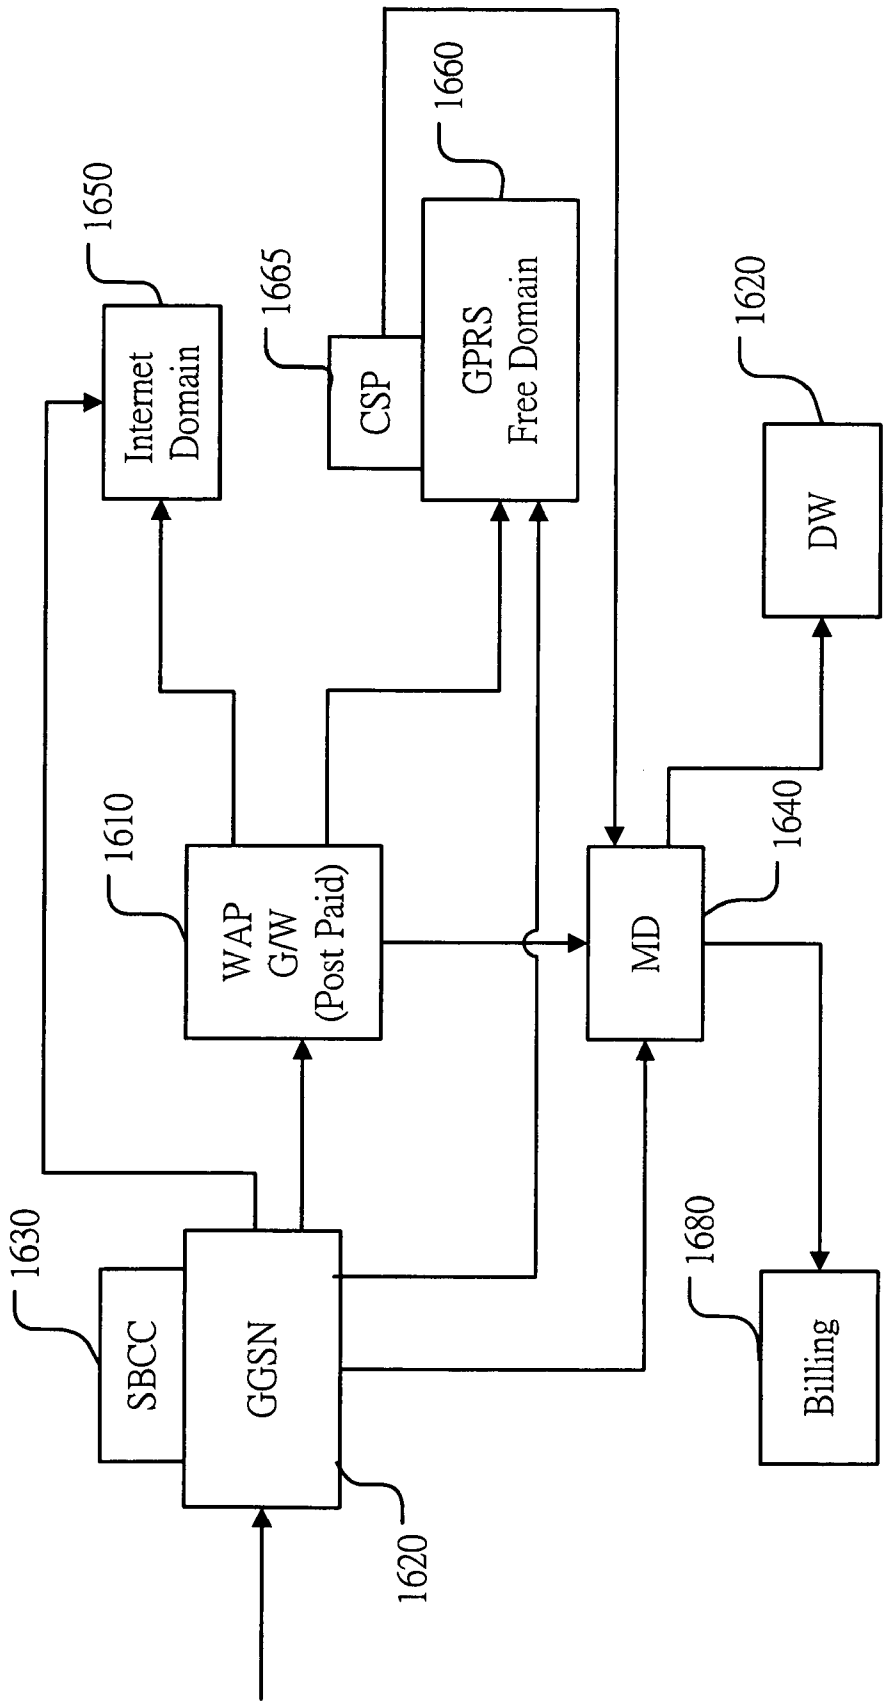 1630
SBCC
GGSN
1620
1610
WAP
G/W
(Post Paid)
1650
Internet
Domain
1665
CSP
1660
GPRS
Free Domain
MD
1640
1680
Billing
1620
DW